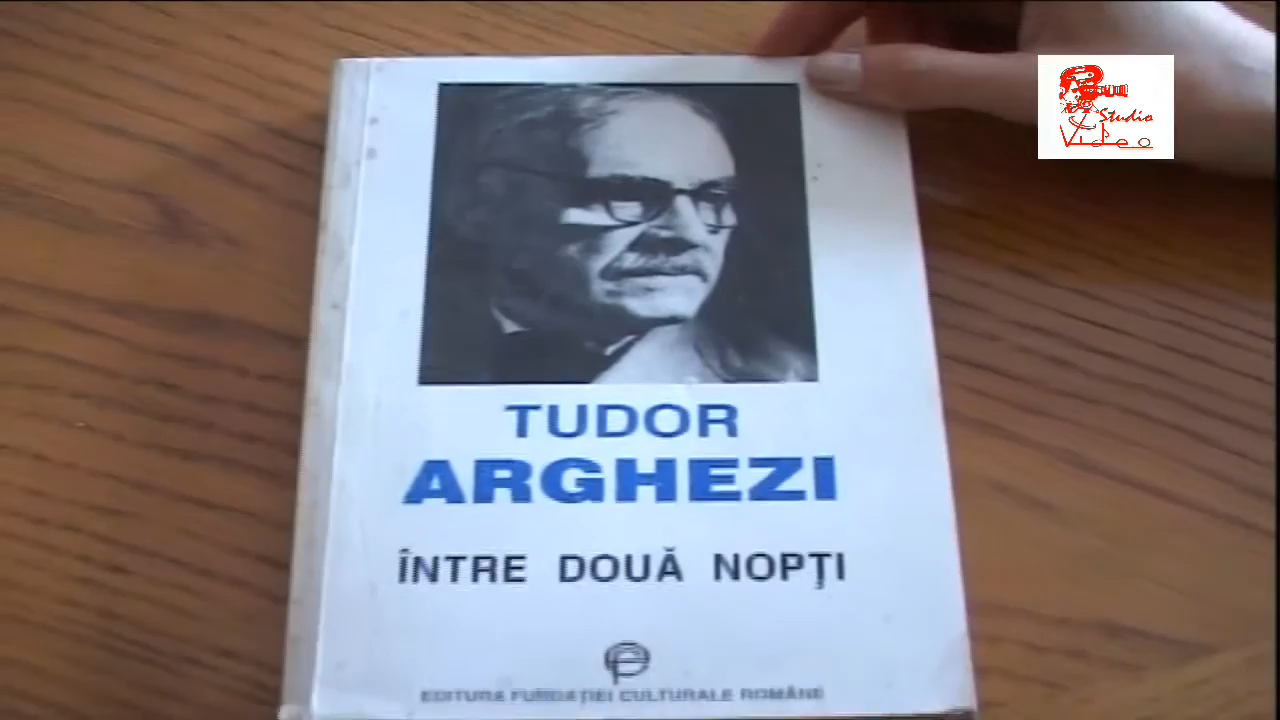 TUDOR
ARGHEZI
ÎNTRE DOUĂ NOPŢI
EDITURA FUNDAŢIEI CULTURALE ROMÂNE
Studio
Video